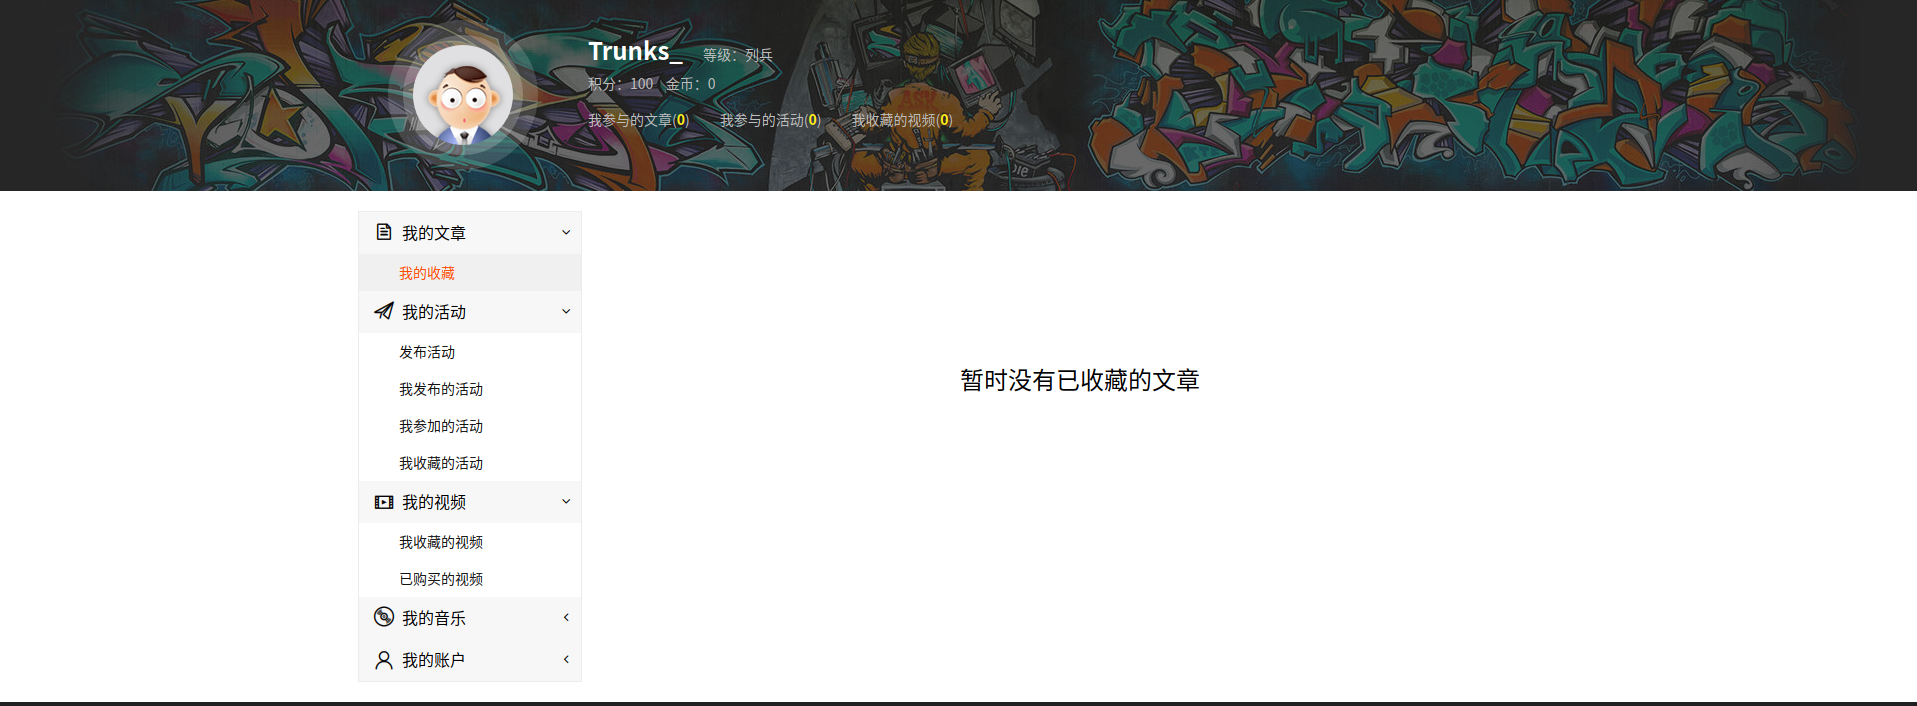 Trunks_ 等级：列兵
积分：100 金币：0
我参与的文章(0) 我参与的活动(0) 我收藏的视频(0)
我的文章
我的收藏
我的活动
发布活动
我发布的活动
我参加的活动
我收藏的活动
我的视频
我收藏的视频
已购买的视频
我的音乐
我的账户
暂时没有已收藏的文章